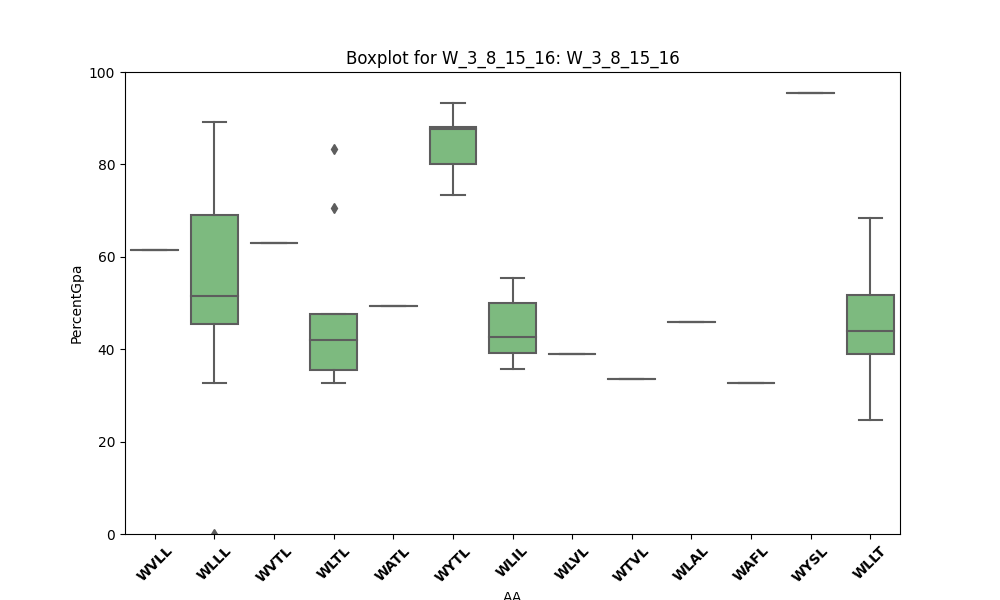 Boxplot for W_3_8_15_16: W_3_8_15_16
PercentGpa
100
80
60
40
20
0
WVLL
WLLL
WVTL
WLTL
WATL
WYTL
WLIL
WLVL
WTVL
WLAL
WAFL
WYSL
WLLT
AA